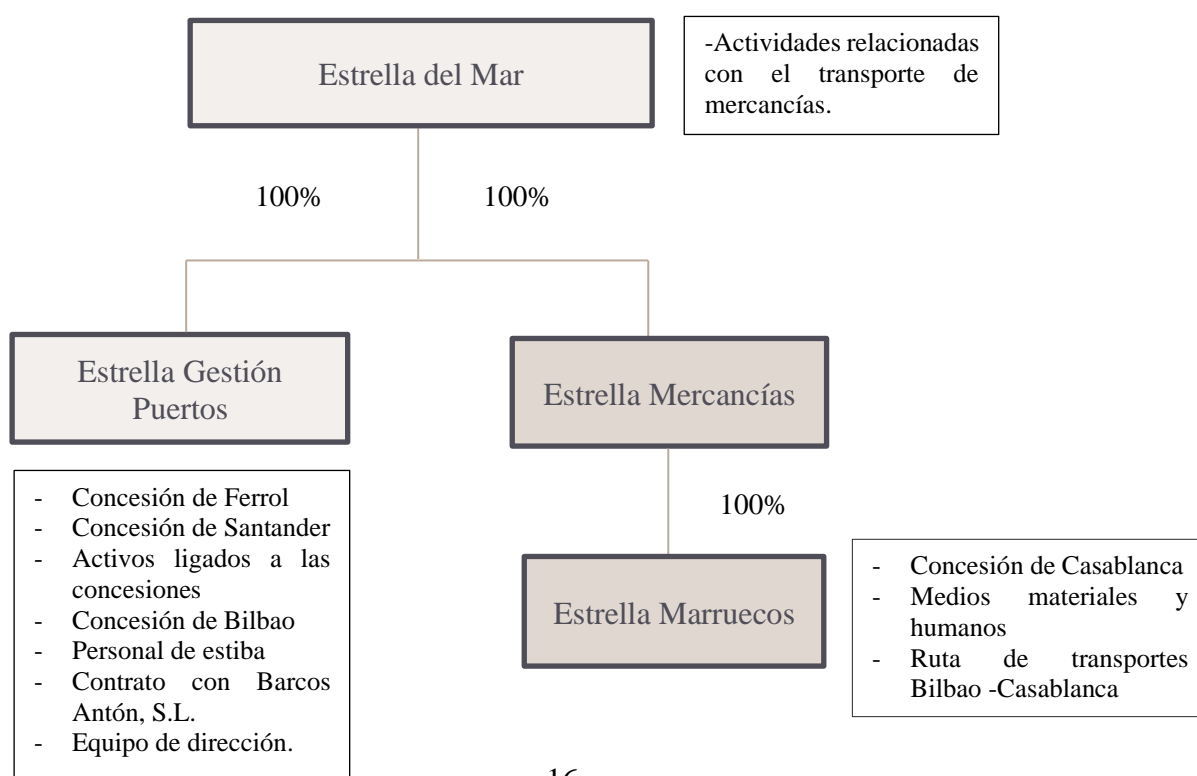 Estrella del Mar
-Actividades relacionadas
con el transporte de
mercancías.
100%
100%
Estrella Gestión
Puertos
Estrella Mercancías
- Concesión de Ferrol
- Concesión de Santander
- Activos ligados a las
concesiones
- Concesión de Bilbao
- Personal de estiba
- Contrato con Barcos
Antón, S.L.
- Equipo de dirección.
100%
Estrella Marruecos
- Concesión de Casablanca
- Medios materiales y
humanos
- Ruta de transportes
Bilbao -Casablanca
16